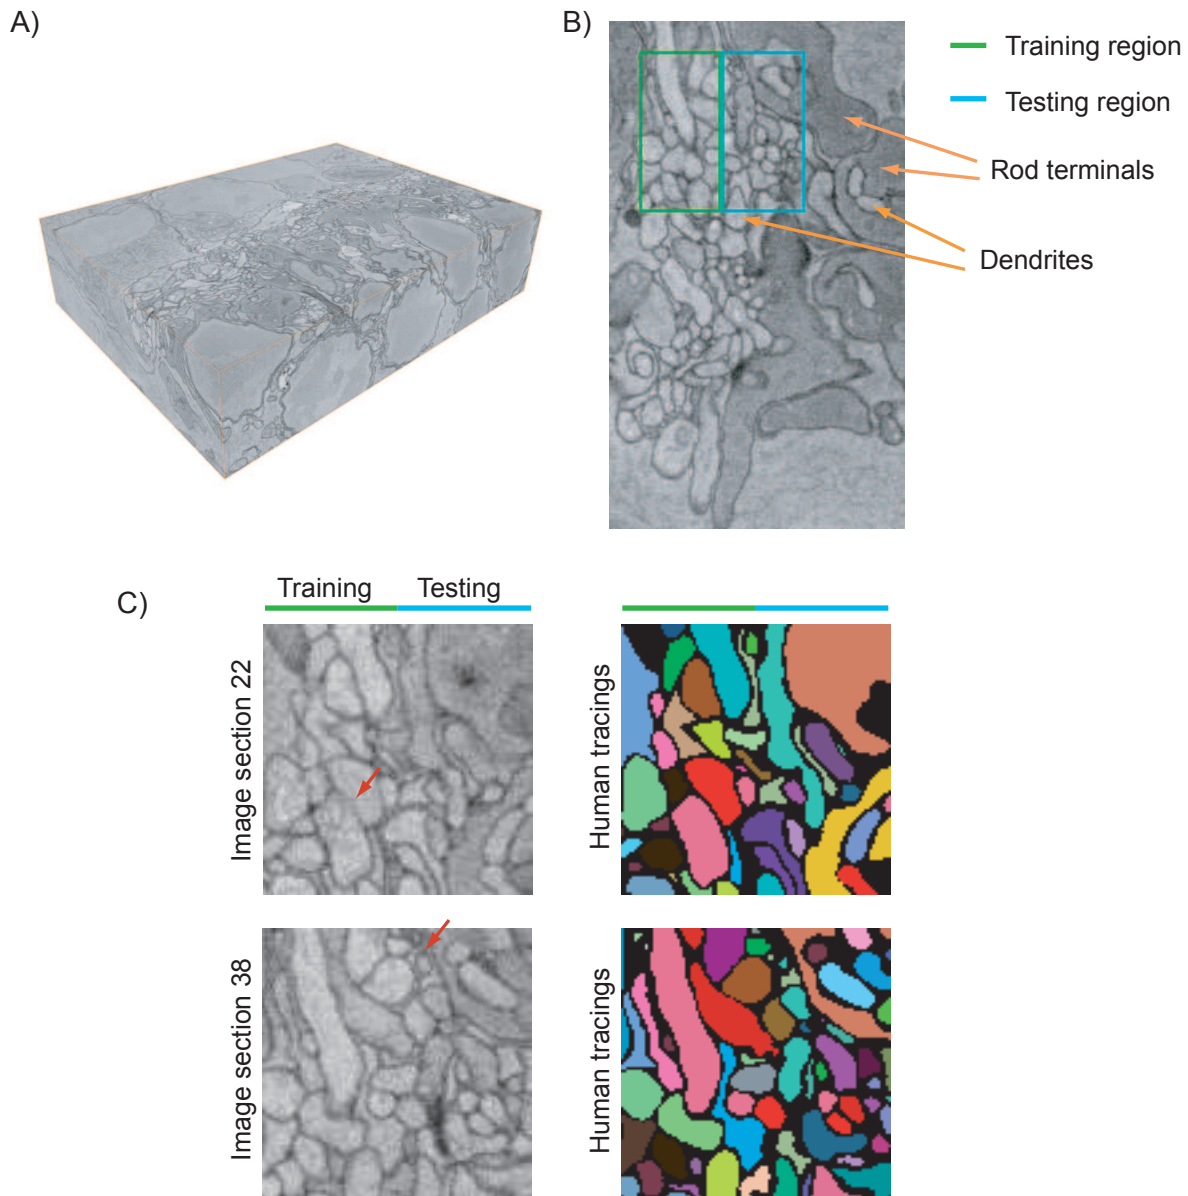 A)
B)
Training region
Testing region
Rod terminals
Dendrites
C)
Training
Testing
Image section 22
Human tracings
Image section 38
Human tracings